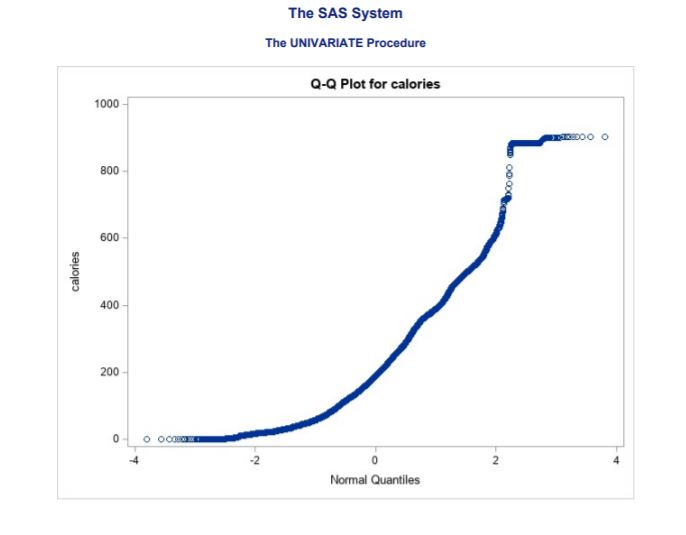 The SAS System
The UNIVARIATE Procedure
Q-Q Plot for calories
1000
800
600
400
200
0
calories
-4
-2
0
2
4
Normal Quantiles